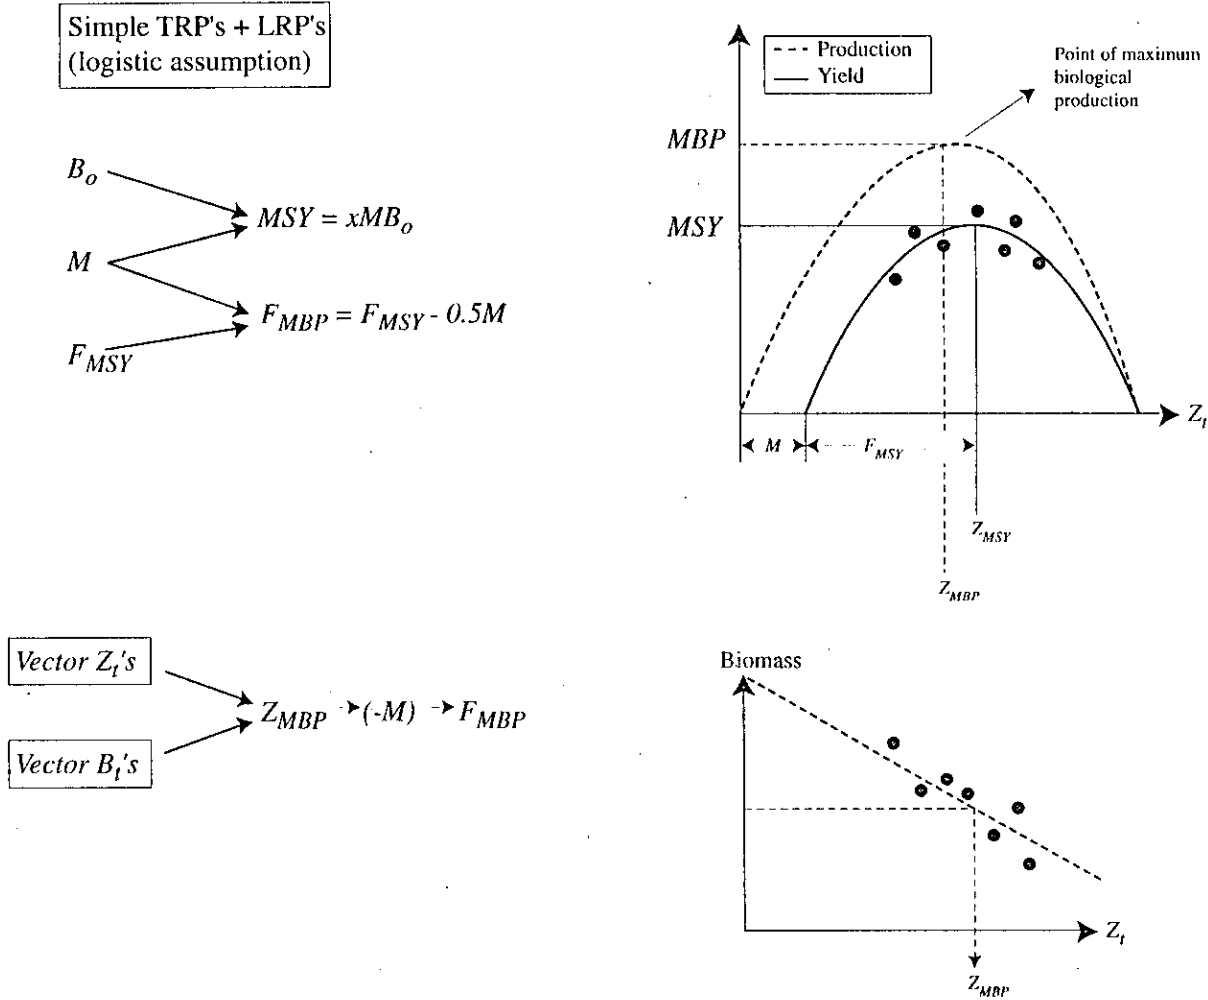 Simple TRP's + LRP's
(logistic assumption)
B_o
M
F_MSY
MSY = xMB_o
F_MBP = F_MSY - 0.5M
Production
Yield
Point of maximum
biological
production
MBP
MSY
Z_t
M
F_MSY
Z_MSY
Z_MBP
Vector Z_t's
Vector B_t's
Z_MBP (-M) F_MBP
Biomass
Z_t
Z_MBP